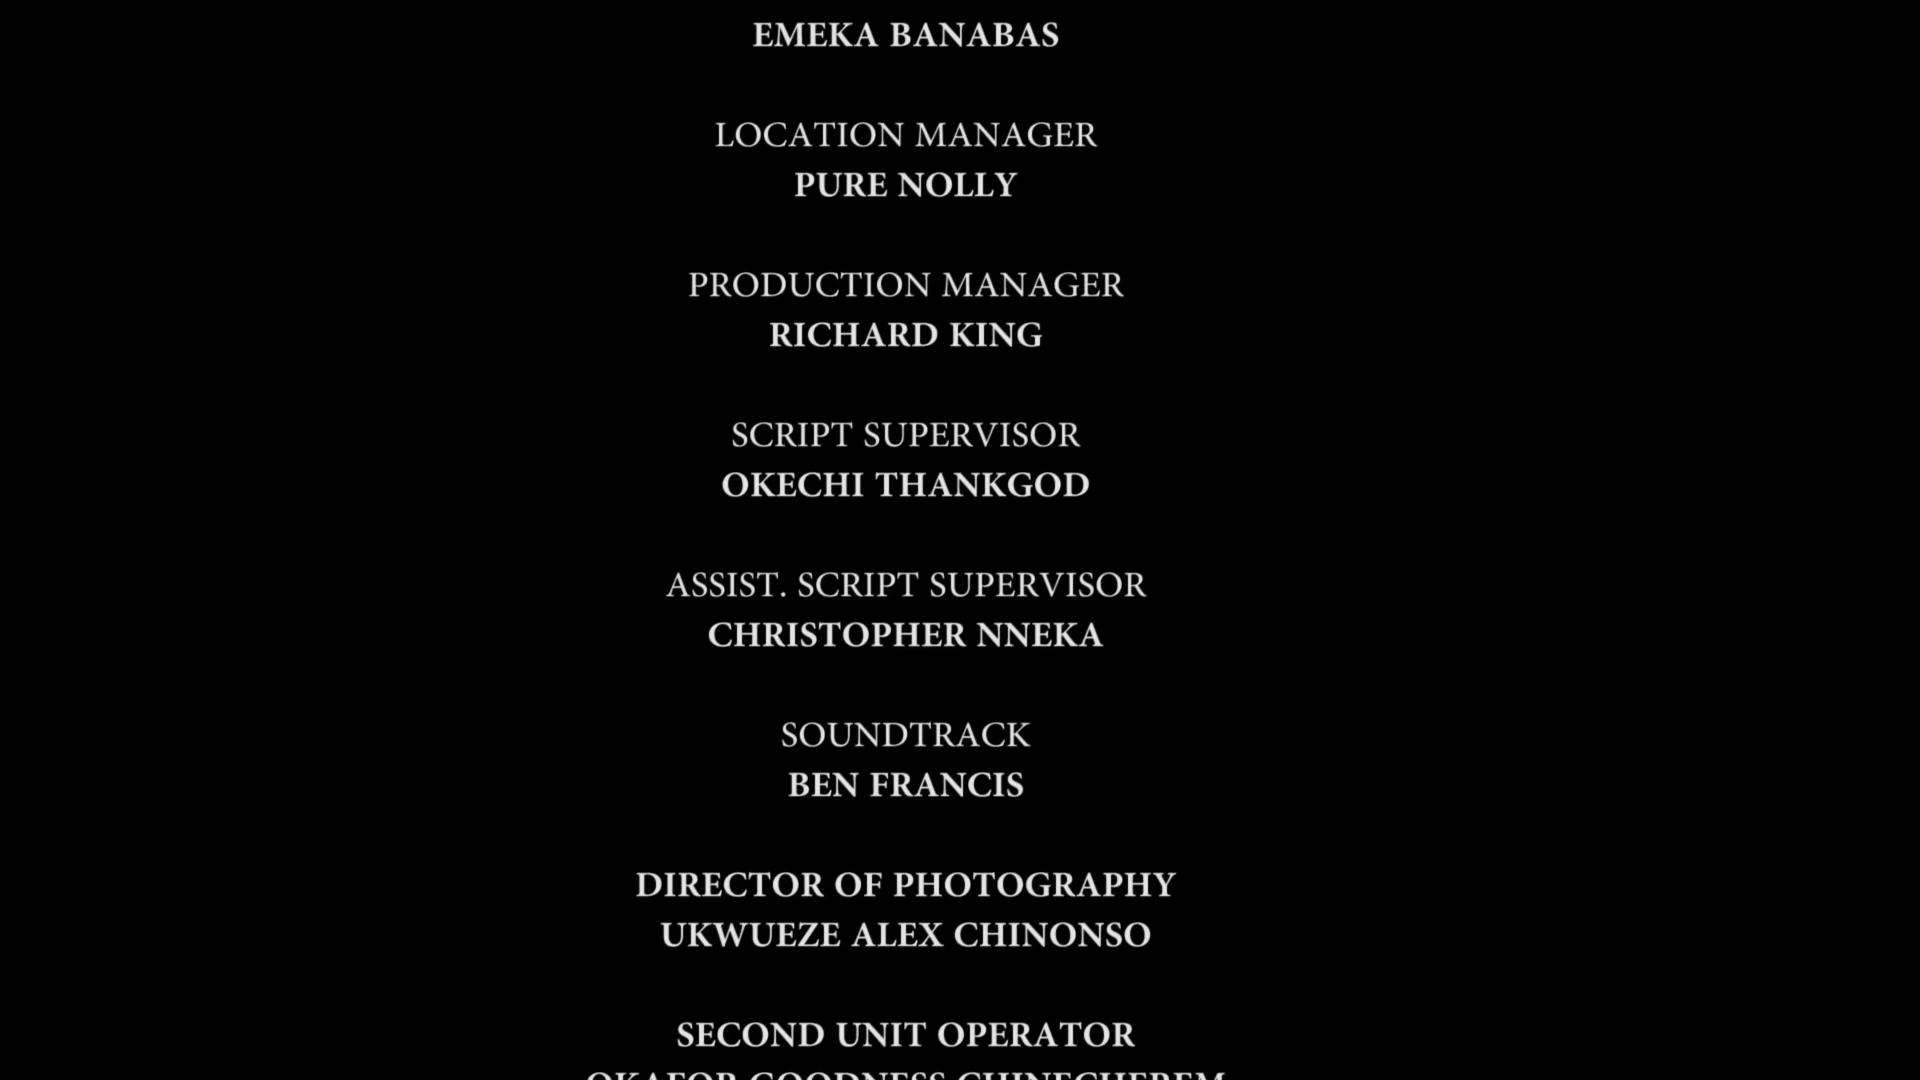 EMEKA BANABAS
LOCATION MANAGER
PURE NOLLY
PRODUCTION MANAGER
RICHARD KING
SCRIPT SUPERVISOR
OKECHI THANKGOD
ASSIST. SCRIPT SUPERVISOR
CHRISTOPHER NNEKA
SOUNDTRACK
BEN FRANCIS
DIRECTOR OF PHOTOGRAPHY
UKWUEZE ALEX CHINONSO
SECOND UNIT OPERATOR
OKAFOR GOODNESS CHINECHEREM